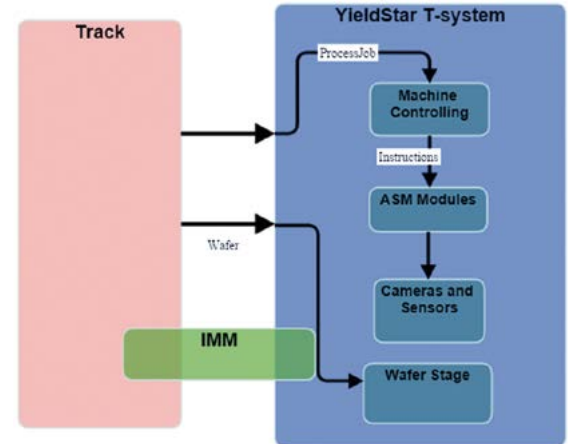 YieldStar T-system
Track
ProcessJob
Machine
Controlling
Instructions
ASM Modules
Wafer
Cameras and
Sensors
IMM
Wafer Stage